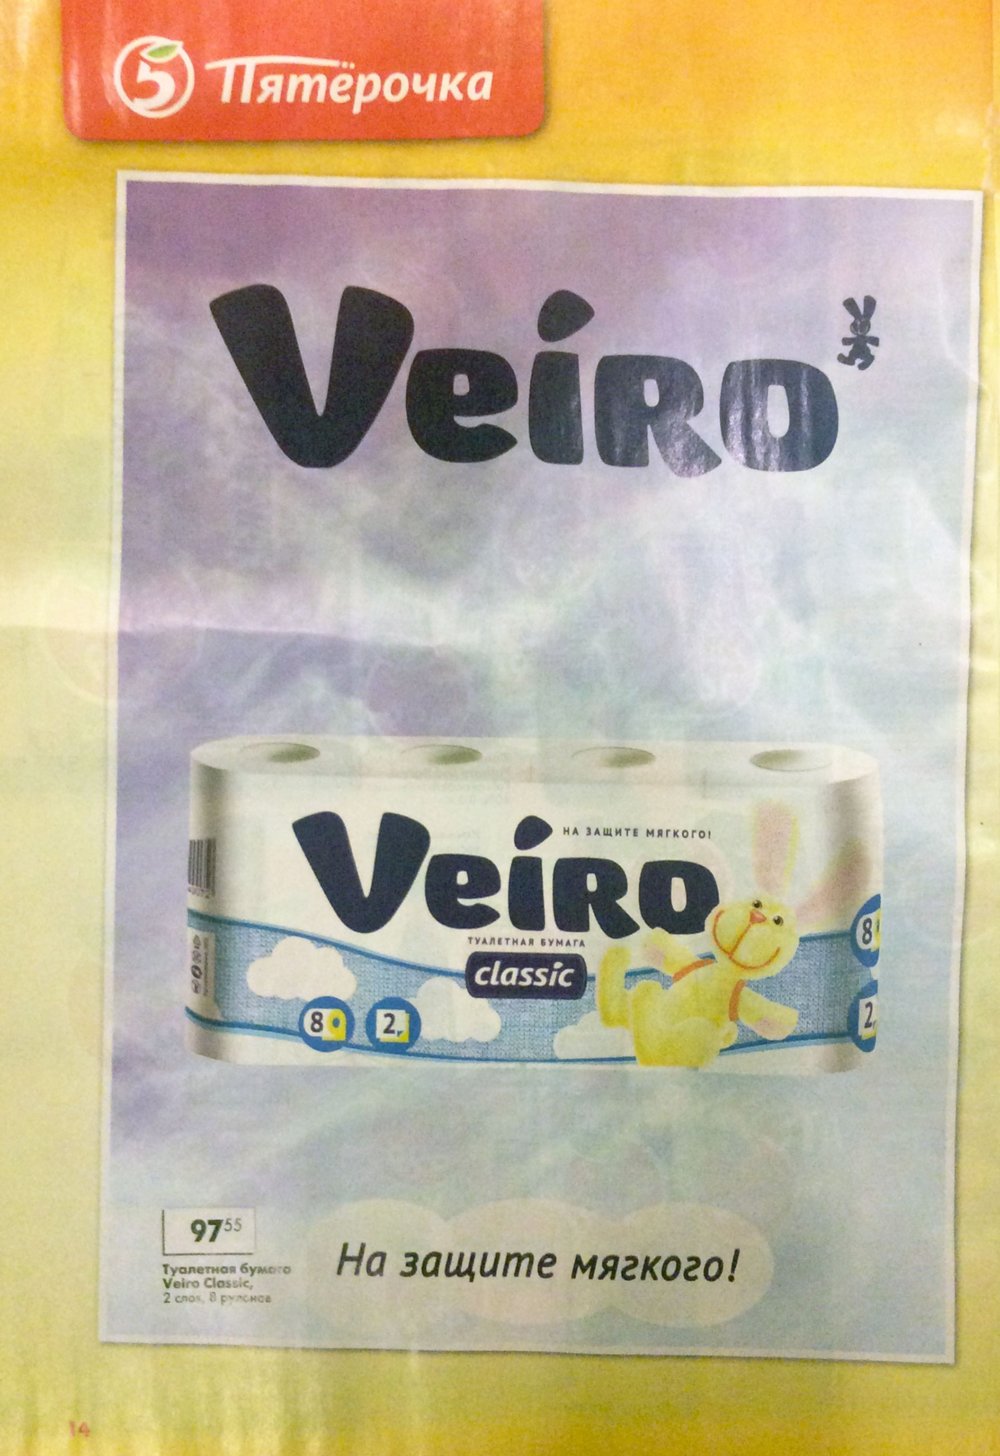 5 Пятёрочка
Veiro
Veiro
НА ЗАЩИТЕ МЯГКОГО!
ТУАЛЕТНАЯ БУМАГА
classic
8
2
8
2
97 55
Туалетная бумага
Veiro Classic,
2 слоя, 8 рулонов
На защите мягкого!
14